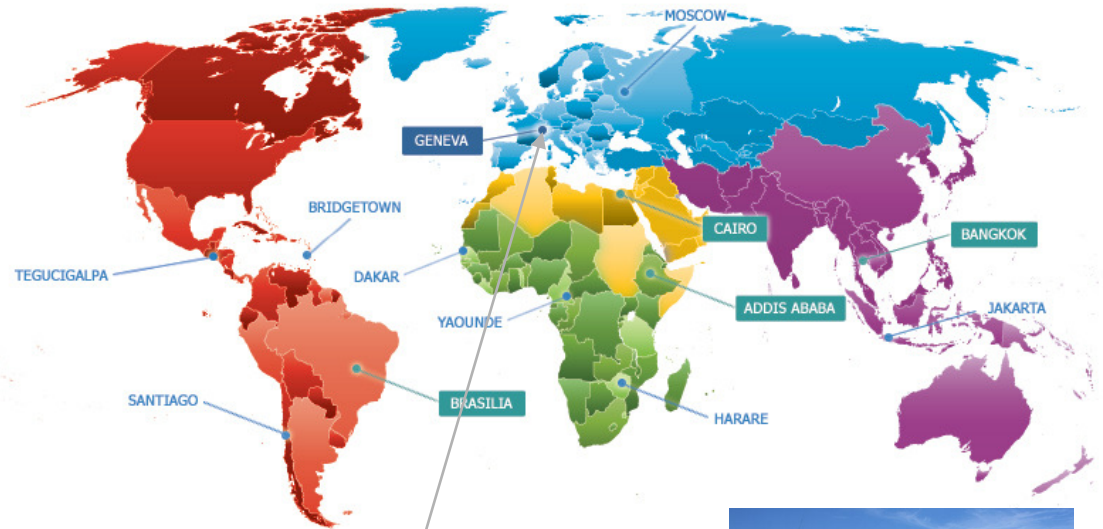 MOSCOW
GENEVA
BRIDGETOWN
CAIRO
BANGKOK
TEGUCIGALPA
DAKAR
ADDIS ABABA
YAOUNDE
JAKARTA
SANTIAGO
BRASILIA
HARARE